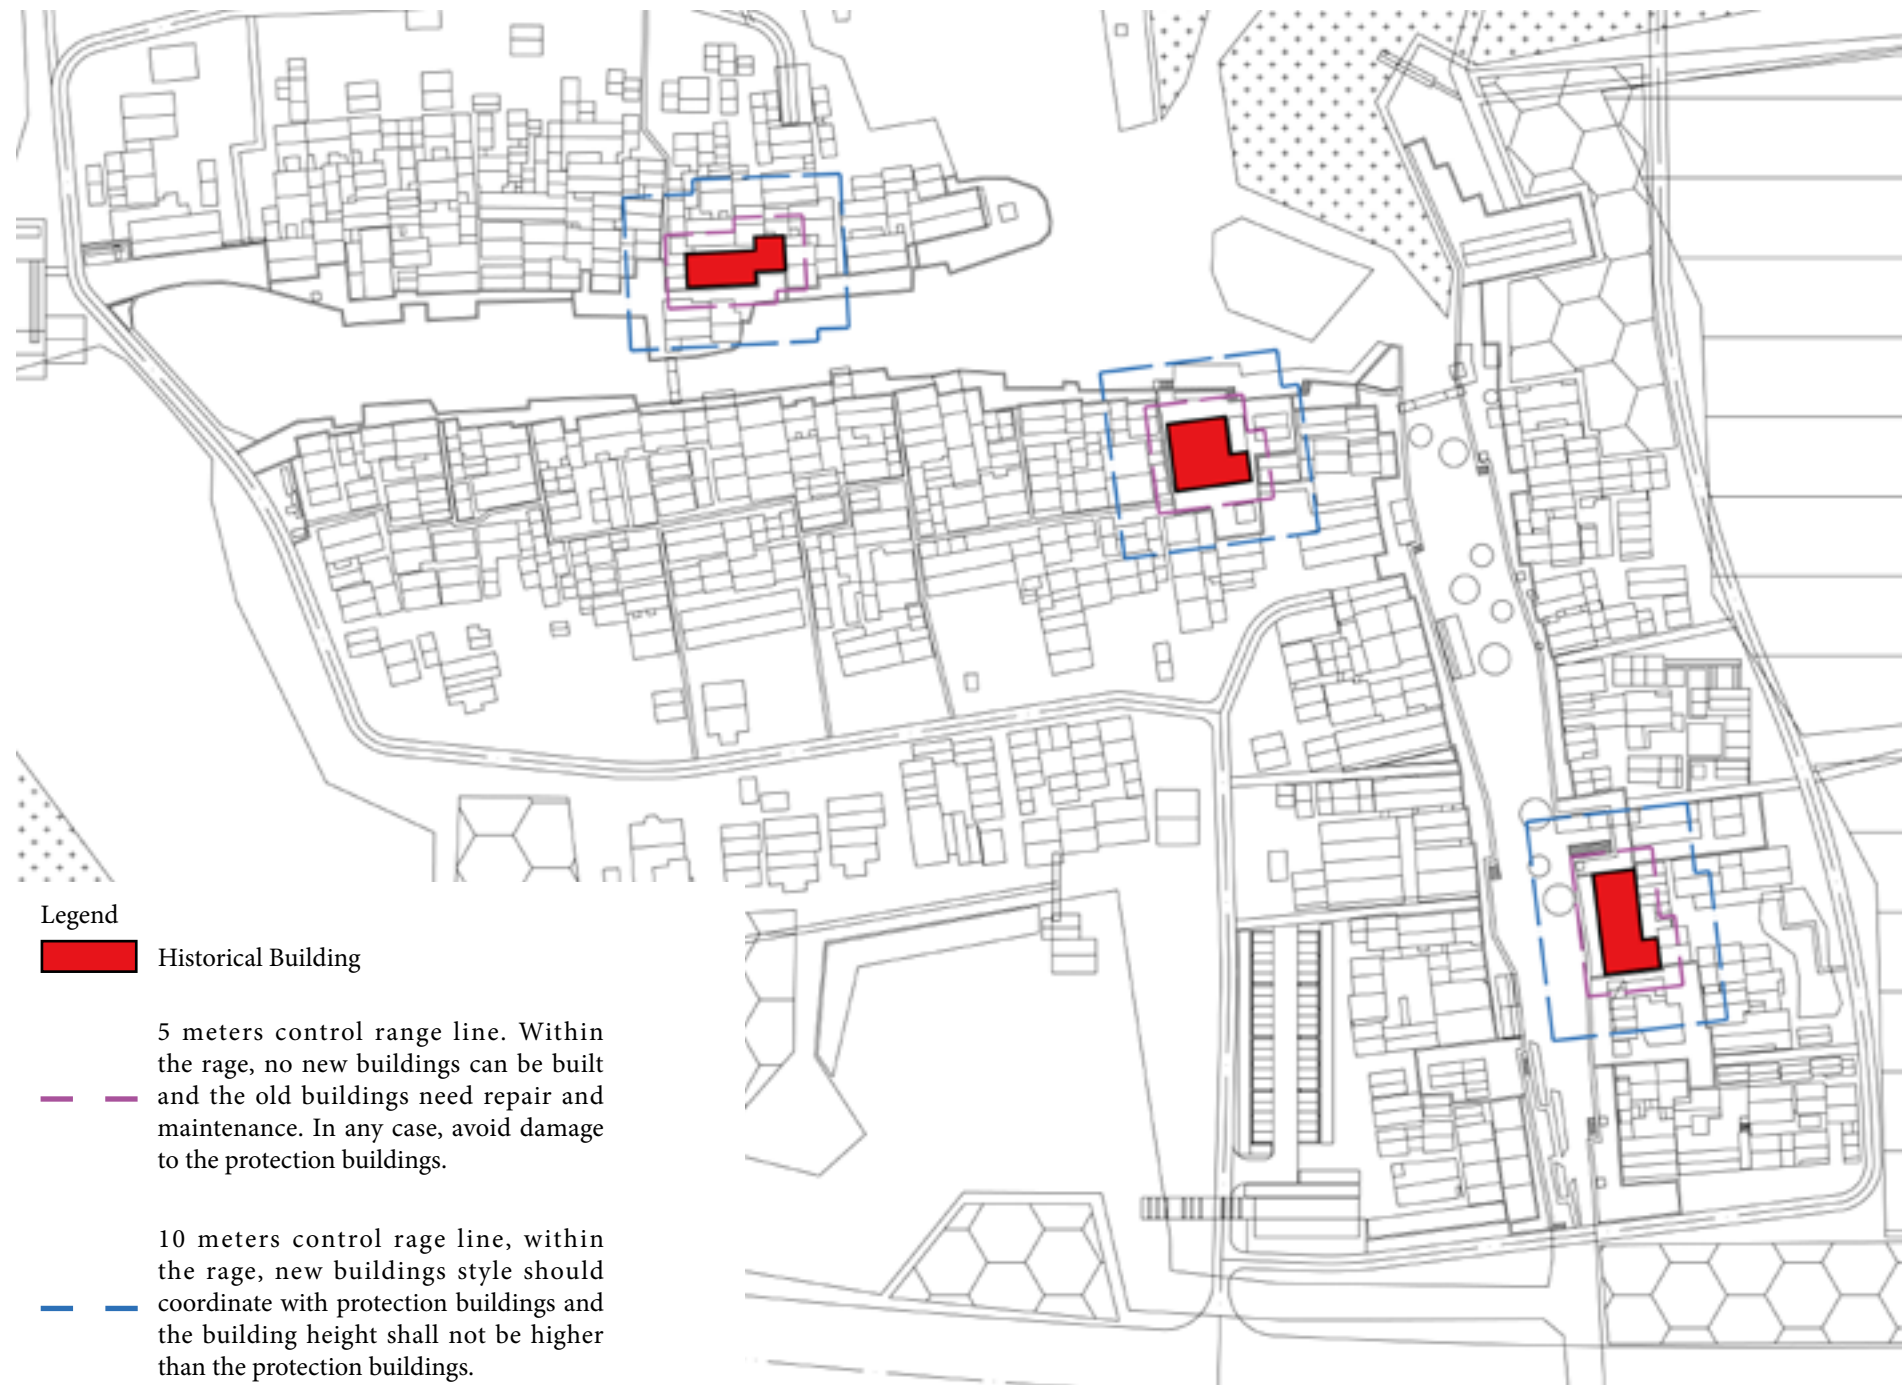 Legend
Historical Building
5 meters control range line. Within
the rage, no new buildings can be built
and the old buildings need repair and
maintenance. In any case, avoid damage
to the protection buildings.
10 meters control rage line, within
the rage, new buildings style should
coordinate with protection buildings and
the building height shall not be higher
than the protection buildings.